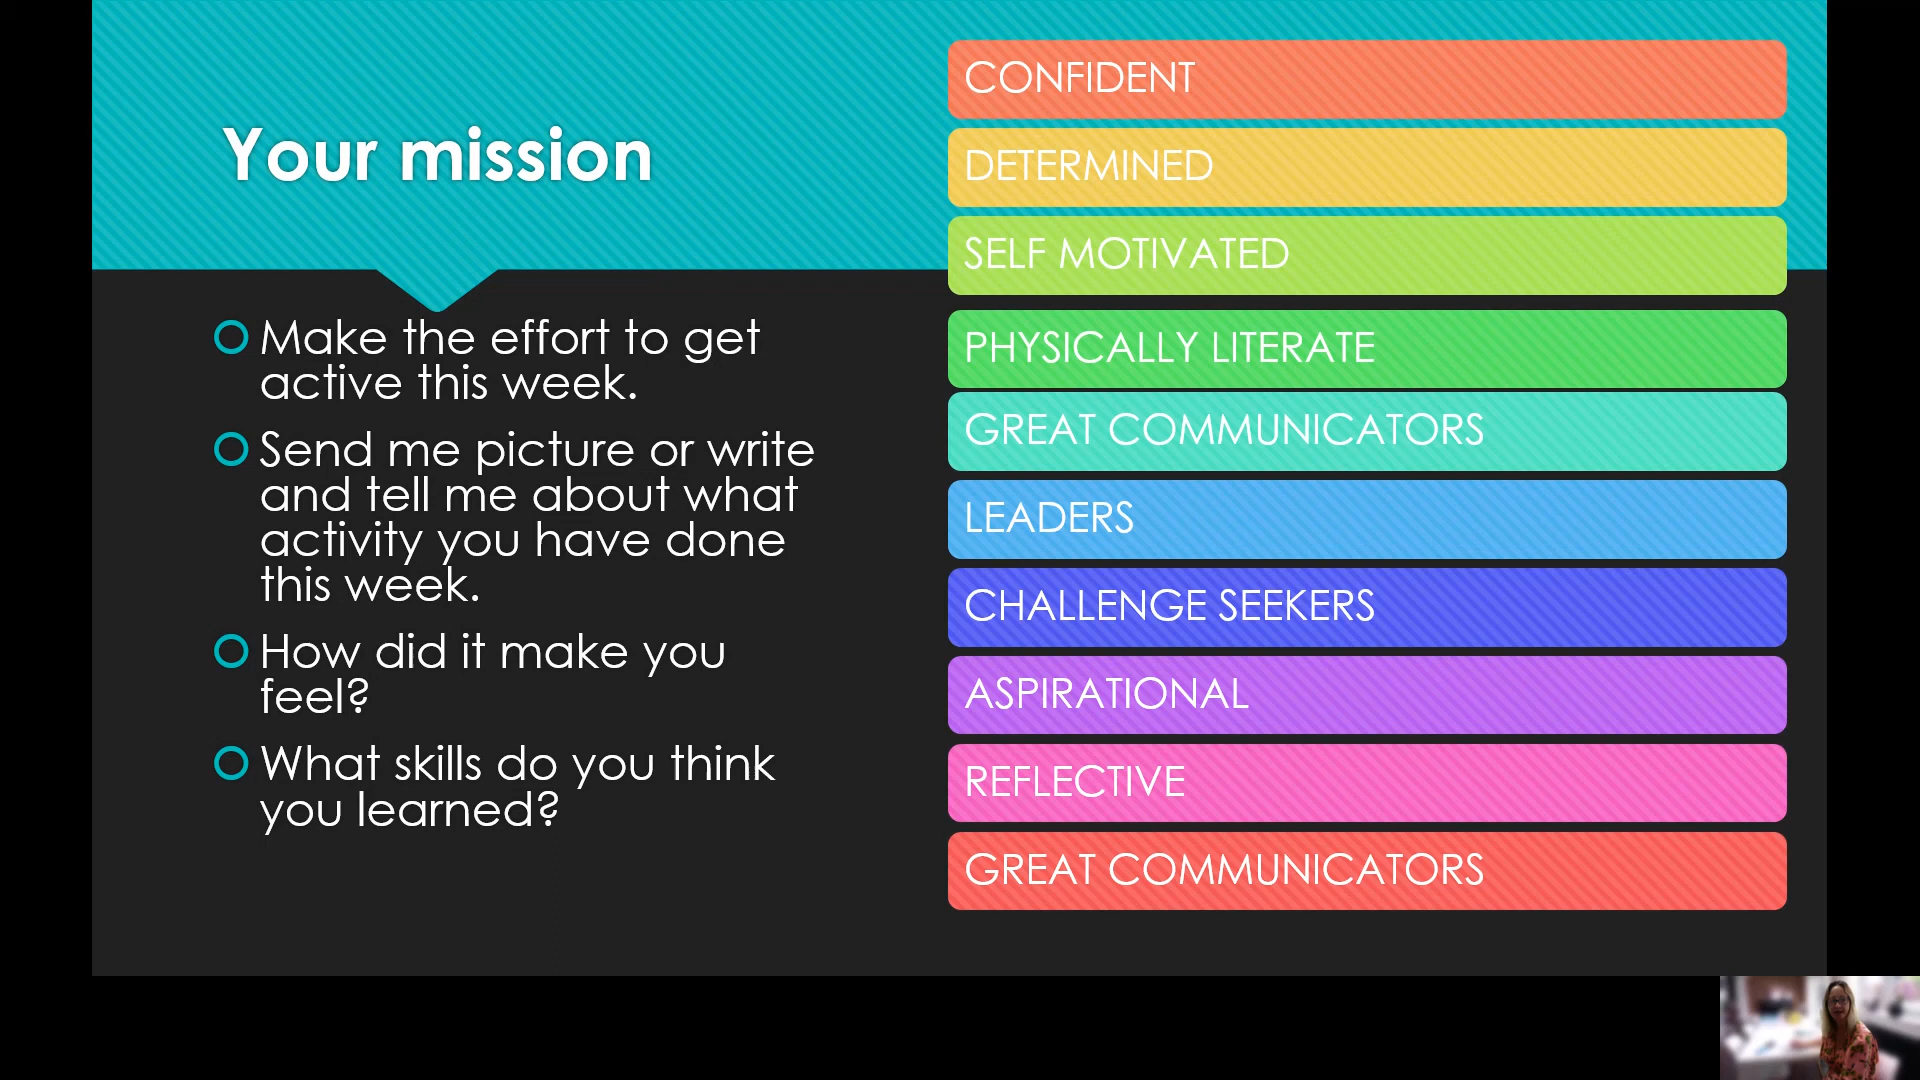 Your mission
Make the effort to get
active this week.
Send me picture or write
and tell me about what
activity you have done
this week.
How did it make you
feel?
What skills do you think
you learned?
CONFIDENT
DETERMINED
SELF MOTIVATED
PHYSICALLY LITERATE
GREAT COMMUNICATORS
LEADERS
CHALLENGE SEEKERS
ASPIRATIONAL
REFLECTIVE
GREAT COMMUNICATORS